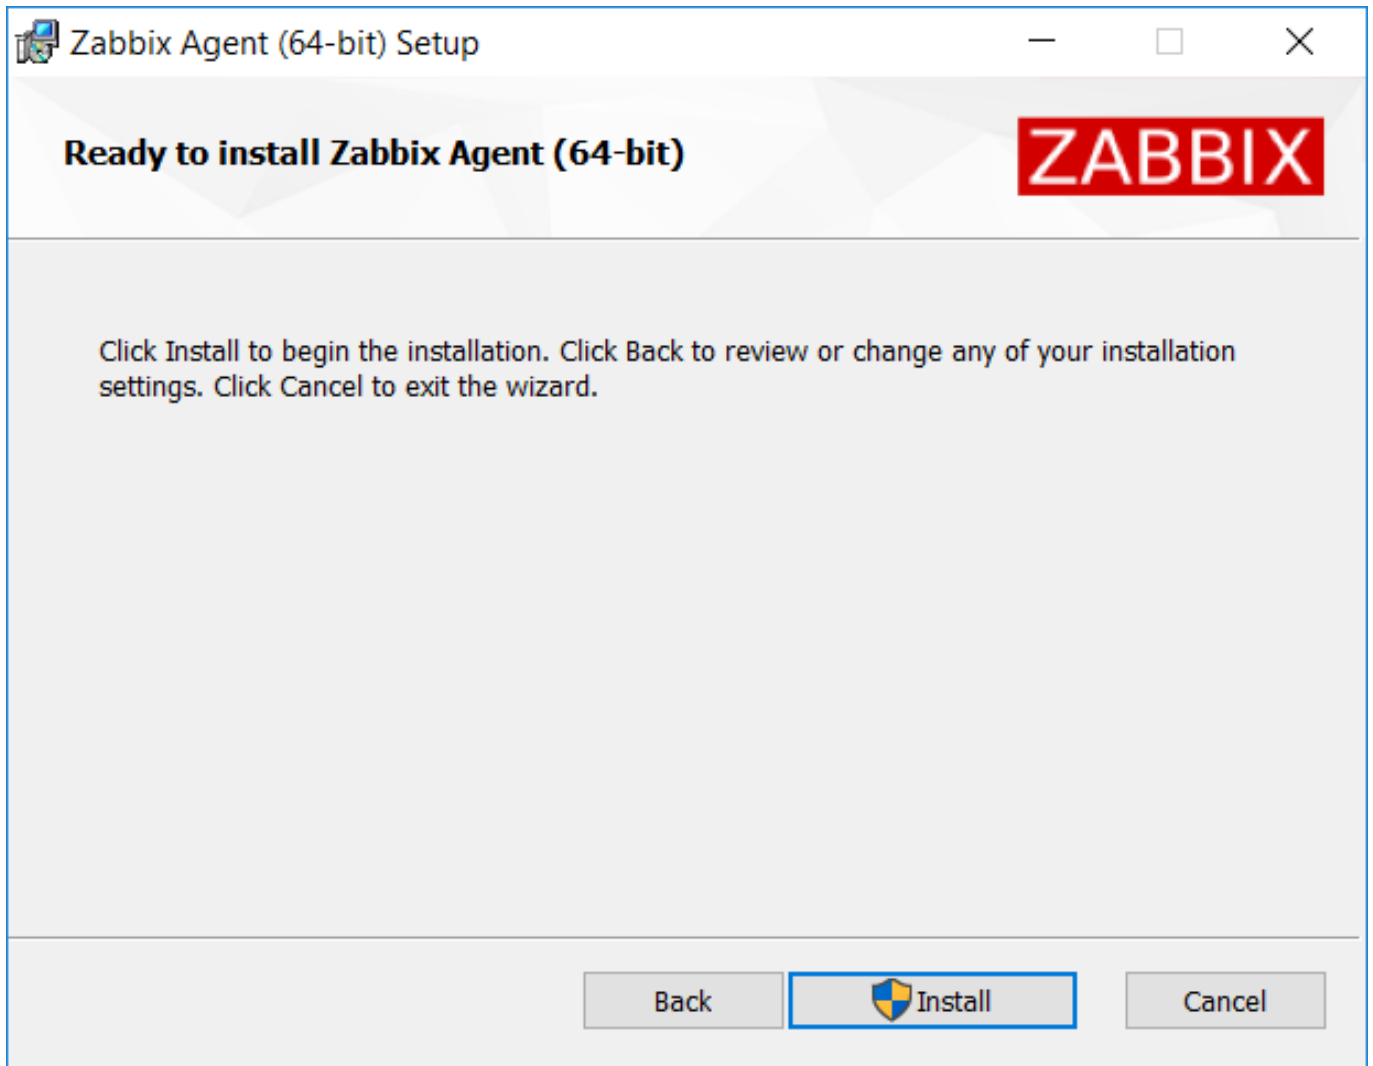 Zabbix Agent (64-bit) Setup
Ready to install Zabbix Agent (64-bit)
ZABBIX
Click Install to begin the installation. Click Back to review or change any of your installation
settings. Click Cancel to exit the wizard.
Back
Install
Cancel